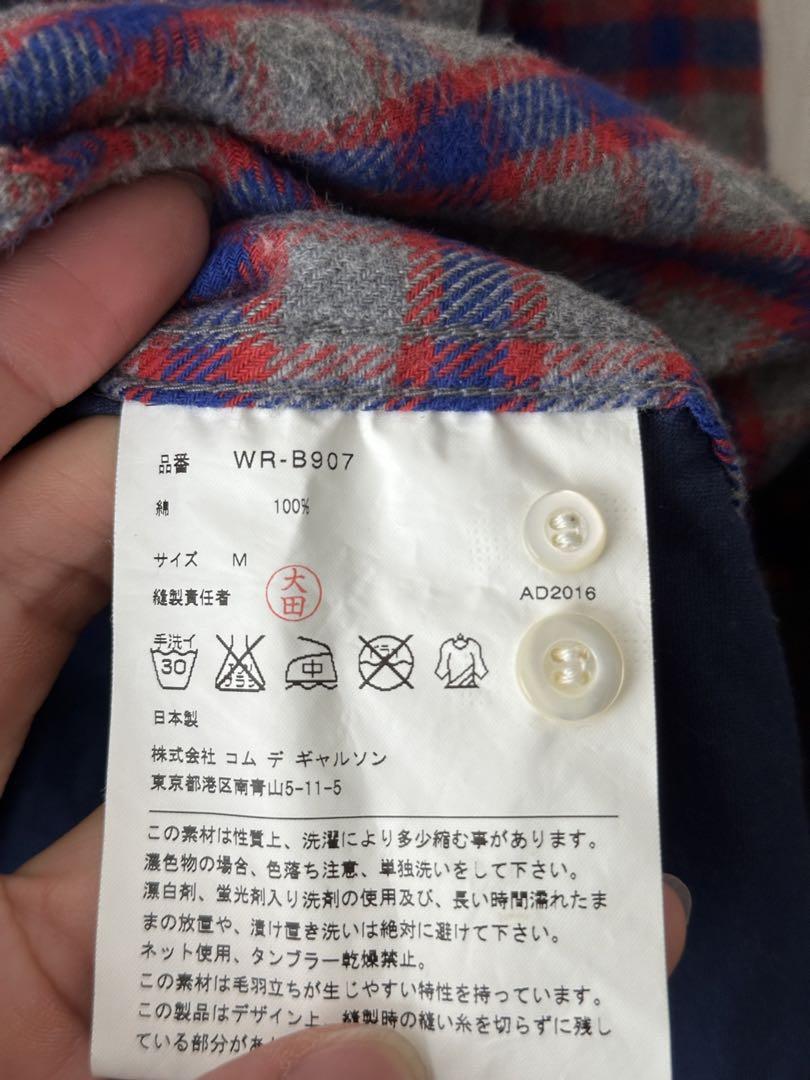 品番 WR-B907
綿 100%
サイズ M
縫製責任者 大田
AD2016
手洗イ
30
エンソ
サラシ
中
ドライ
日本製
株式会社 コム デ ギャルソン
東京都港区南青山5-11-5
この素材は性質上、洗濯により多少縮む事があります。
濃色物の場合、色落ち注意、単独洗いをして下さい。
漂白剤、蛍光剤入り洗剤の使用及び、長い時間濡れたま
まの放置や、漬け置き洗いは絶対に避けて下さい。
ネット使用、タンブラー乾燥禁止。
この素材は毛羽立ちが生じやすい特性を持っています。
この製品はデザイン上、縫製時の縫い糸を切らずに残し
ている部分が